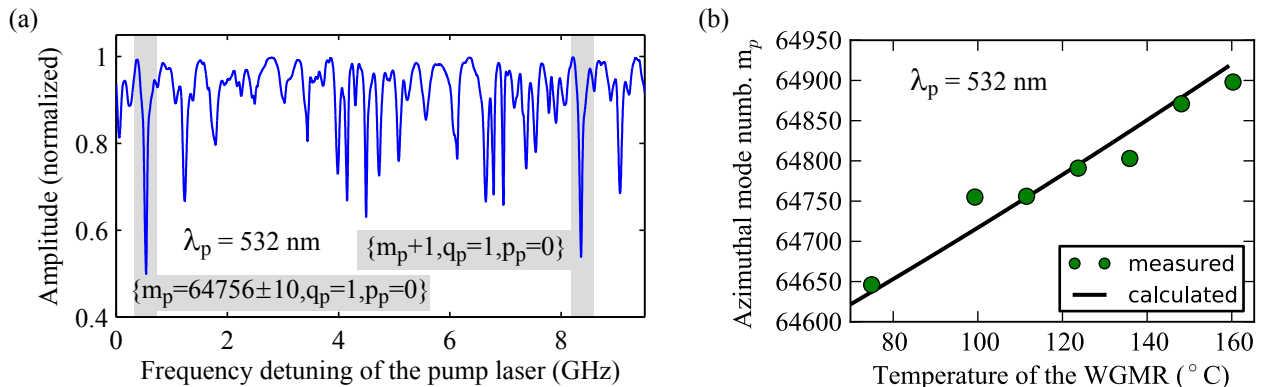 (a)
Amplitude (normalized)
1
0.8
0.6
0.4
λp = 532 nm
{mp+1,qp=1,pp=0}
{mp=64756±10,qp=1,pp=0}
0 2 4 6 8
Frequency detuning of the pump laser (GHz)
(b)
Azimuthal mode numb. mp
64950
64900
64850
64800
64750
64700
64650
64600
λp = 532 nm
measured
calculated
80 100 120 140 160
Temperature of the WGMR (°C)